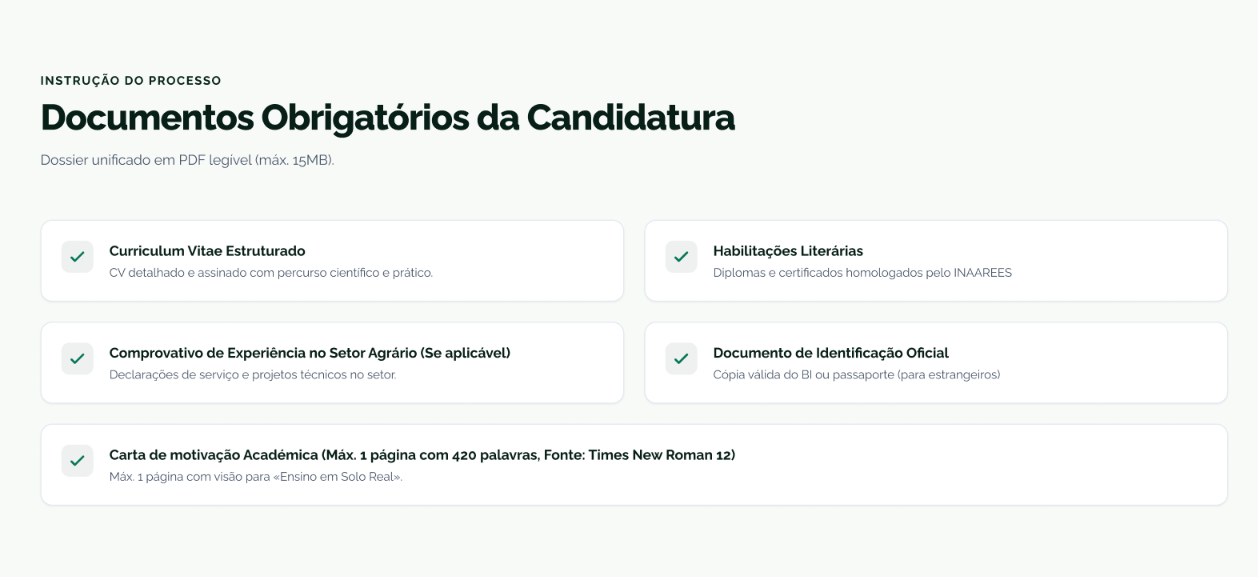 INSTRUÇÃO DO PROCESSO
Documentos Obrigatórios da Candidatura
Dossier unificado em PDF legível (máx. 15MB).
Curriculum Vitae Estruturado
CV detalhado e assinado com percurso científico e prático.
Habilitações Literárias
Diplomas e certificados homologados pelo INAAREES
Comprovativo de Experiência no Setor Agrário (Se aplicável)
Declarações de serviço e projetos técnicos no setor.
Documento de Identificação Oficial
Cópia válida do BI ou passaporte (para estrangeiros)
Carta de motivação Académica (Máx. 1 página com 420 palavras, Fonte: Times New Roman 12)
Máx. 1 página com visão para «Ensino em Solo Real».